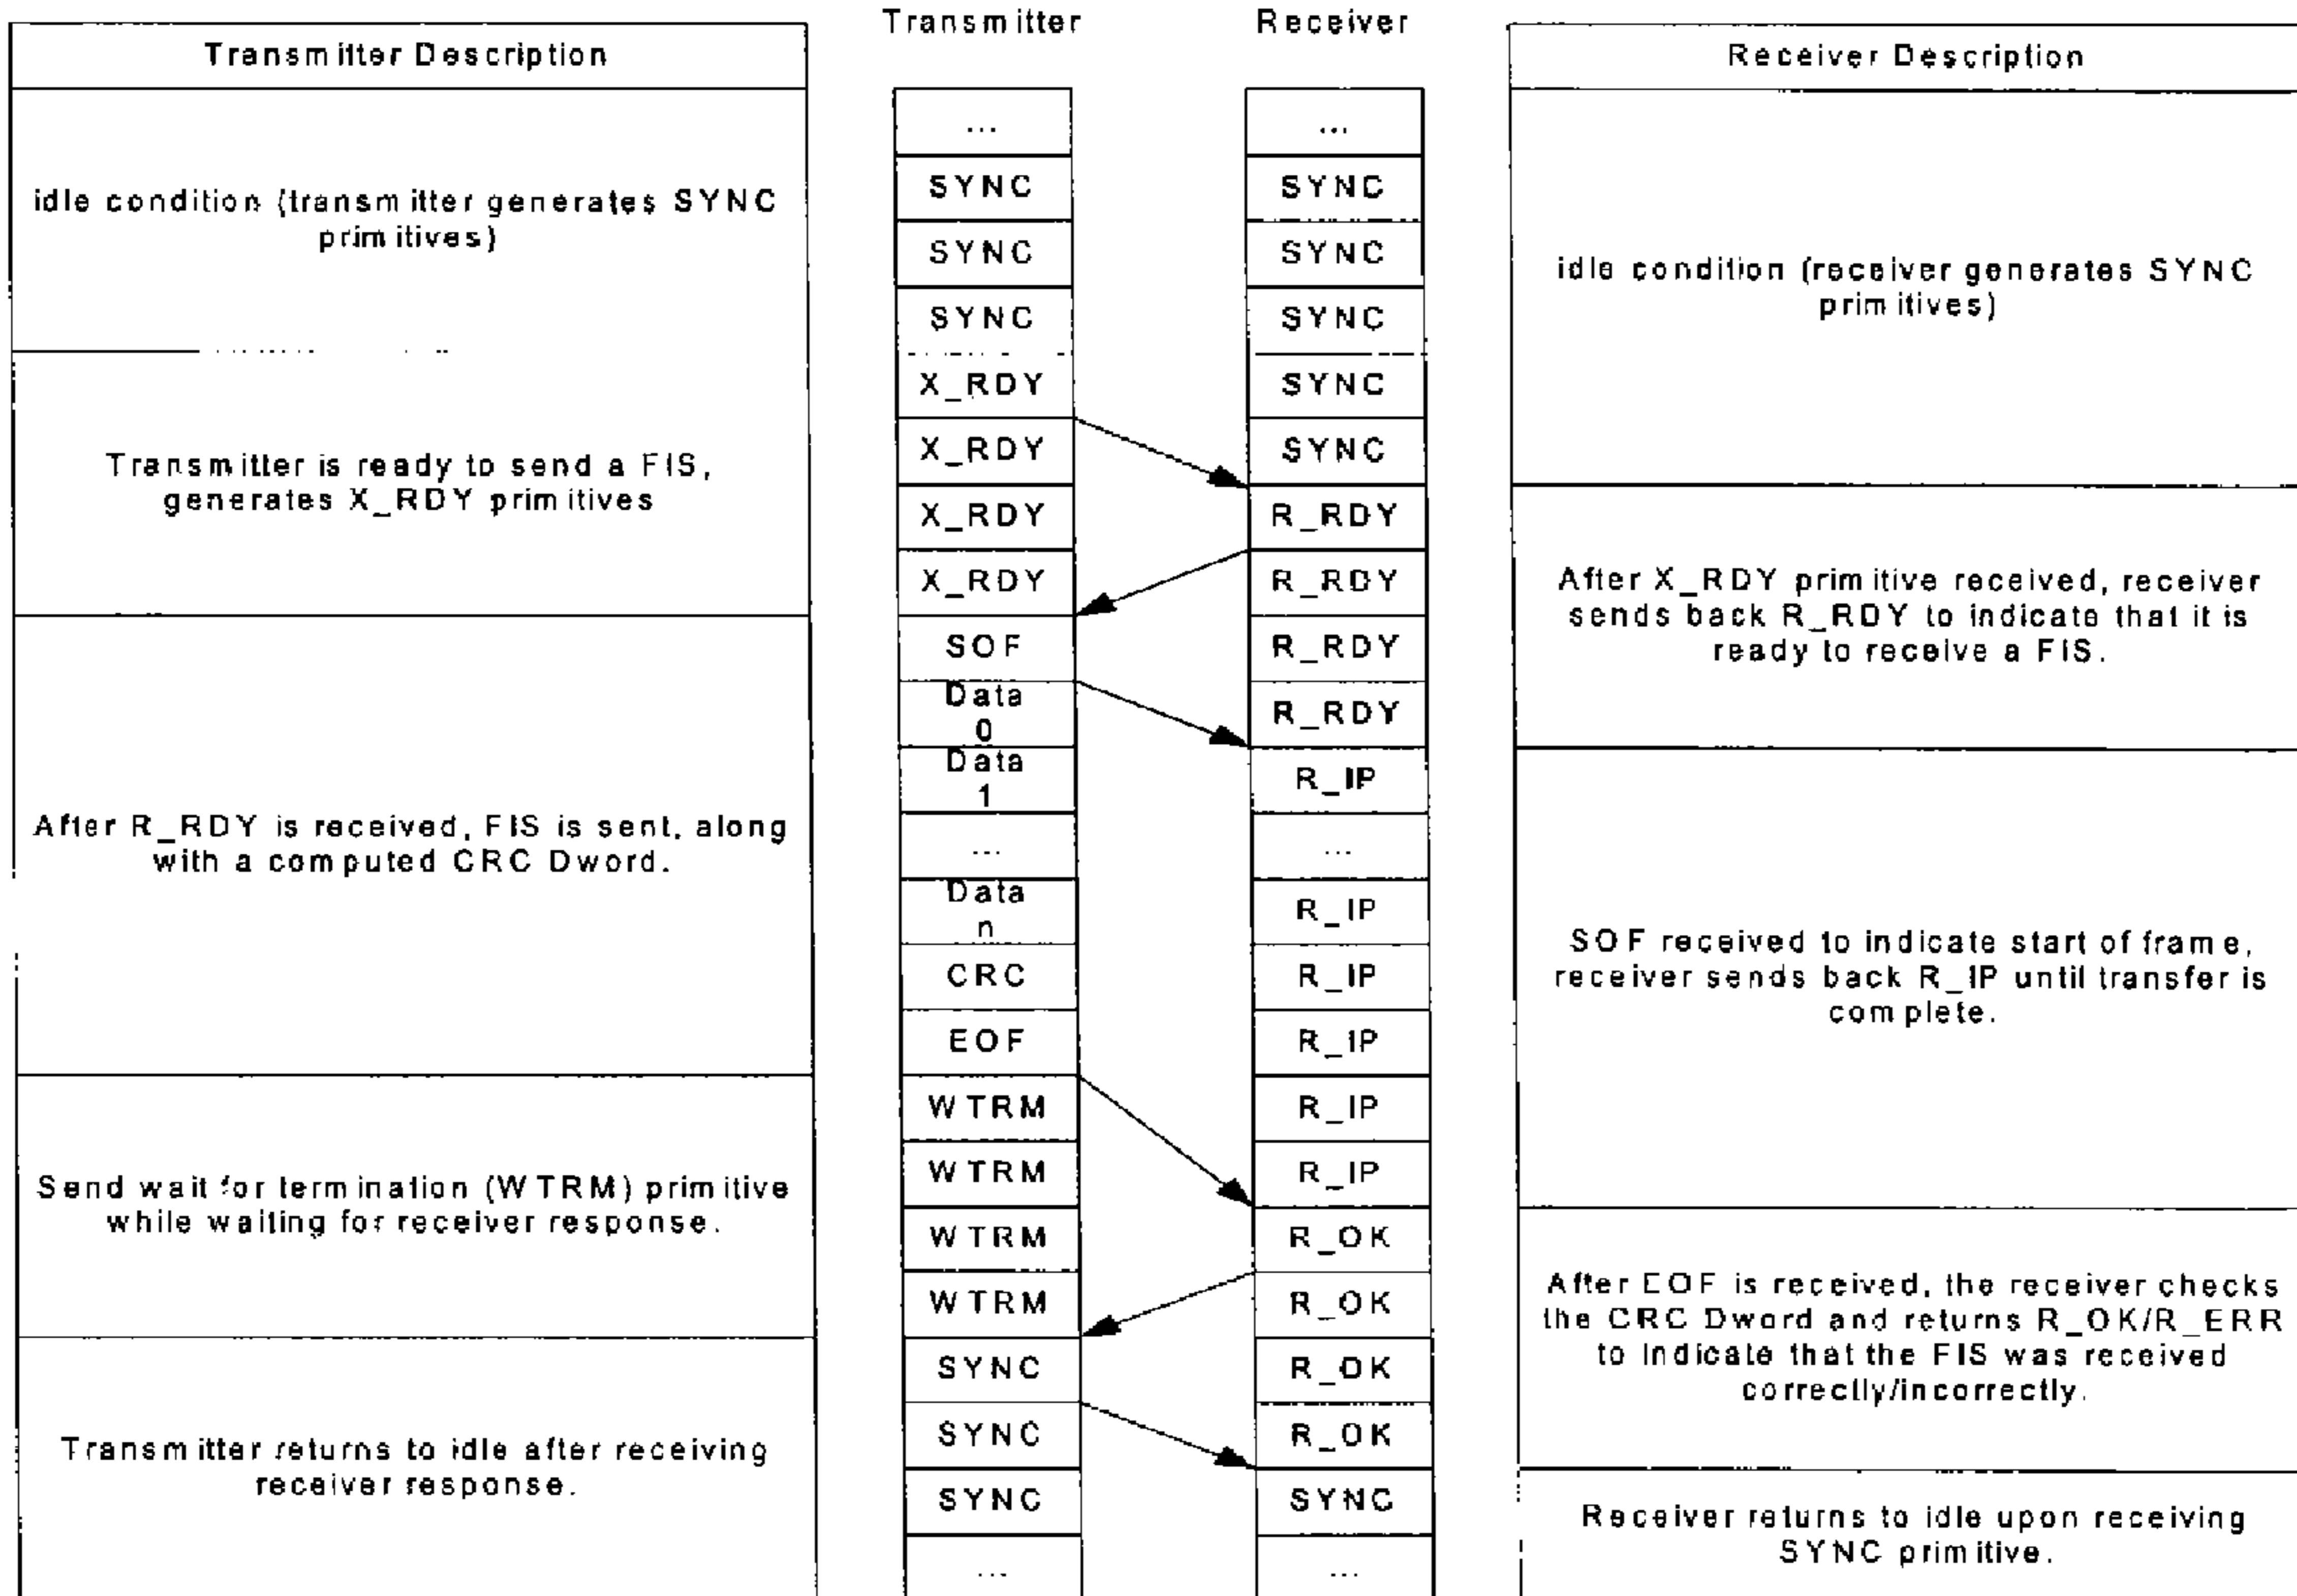 Transmitter Description
idle condition (transmitter generates SYNC
primitives)
Transmitter is ready to send a FIS,
generates X_RDY primitives
After R_RDY is received, FIS is sent, along
with a computed CRC Dword.
Send wait for termination (WTRM) primitive
while waiting for receiver response.
Transmitter returns to idle after receiving
receiver response.
Transmitter
...
SYNC
SYNC
SYNC
X_RDY
X_RDY
X_RDY
X_RDY
SOF
Data
0
Data
1
...
Data
n
CRC
EOF
WTRM
WTRM
WTRM
WTRM
SYNC
SYNC
SYNC
...
Receiver
...
SYNC
SYNC
SYNC
SYNC
SYNC
R_RDY
R_RDY
R_RDY
R_RDY
R_IP
...
R_IP
R_IP
R_IP
R_IP
R_IP
R_OK
R_OK
R_OK
R_OK
SYNC
...
Receiver Description
idle condition (receiver generates SYNC
primitives)
After X_RDY primitive received, receiver
sends back R_RDY to indicate that it is
ready to receive a FIS.
SOF received to indicate start of frame,
receiver sends back R_IP until transfer is
complete.
After EOF is received, the receiver checks
the CRC Dword and returns R_OK/R_ERR
to indicate that the FIS was received
correctly/incorrectly.
Receiver returns to idle upon receiving
SYNC primitive.